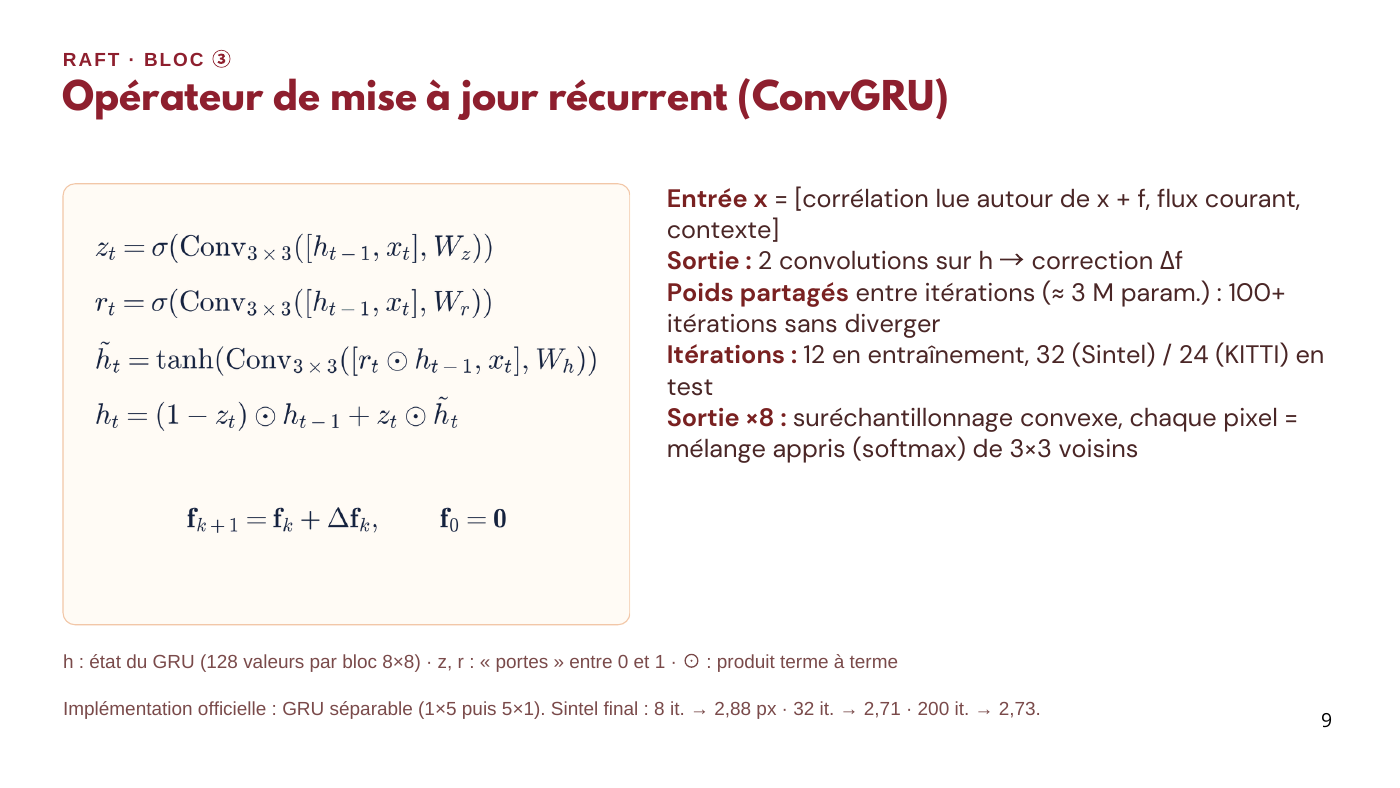 RAFT · BLOC ③
Opérateur de mise à jour récurrent (ConvGRU)
z_t = σ(Conv_{3×3}([h_{t−1}, x_t], W_z))
r_t = σ(Conv_{3×3}([h_{t−1}, x_t], W_r))
h̃_t = tanh(Conv_{3×3}([r_t ⊙ h_{t−1}, x_t], W_h))
h_t = (1 − z_t) ⊙ h_{t−1} + z_t ⊙ h̃_t
f_{k+1} = f_k + Δf_k, f_0 = 0
Entrée x = [corrélation lue autour de x + f, flux courant,
contexte]
Sortie : 2 convolutions sur h → correction Δf
Poids partagés entre itérations (≈ 3 M param.) : 100+
itérations sans diverger
Itérations : 12 en entraînement, 32 (Sintel) / 24 (KITTI) en
test
Sortie ×8 : suréchantillonnage convexe, chaque pixel =
mélange appris (softmax) de 3×3 voisins
h : état du GRU (128 valeurs par bloc 8×8) · z, r : « portes » entre 0 et 1 · ⊙ : produit terme à terme
Implémentation officielle : GRU séparable (1×5 puis 5×1). Sintel final : 8 it. → 2,88 px · 32 it. → 2,71 · 200 it. → 2,73.
9